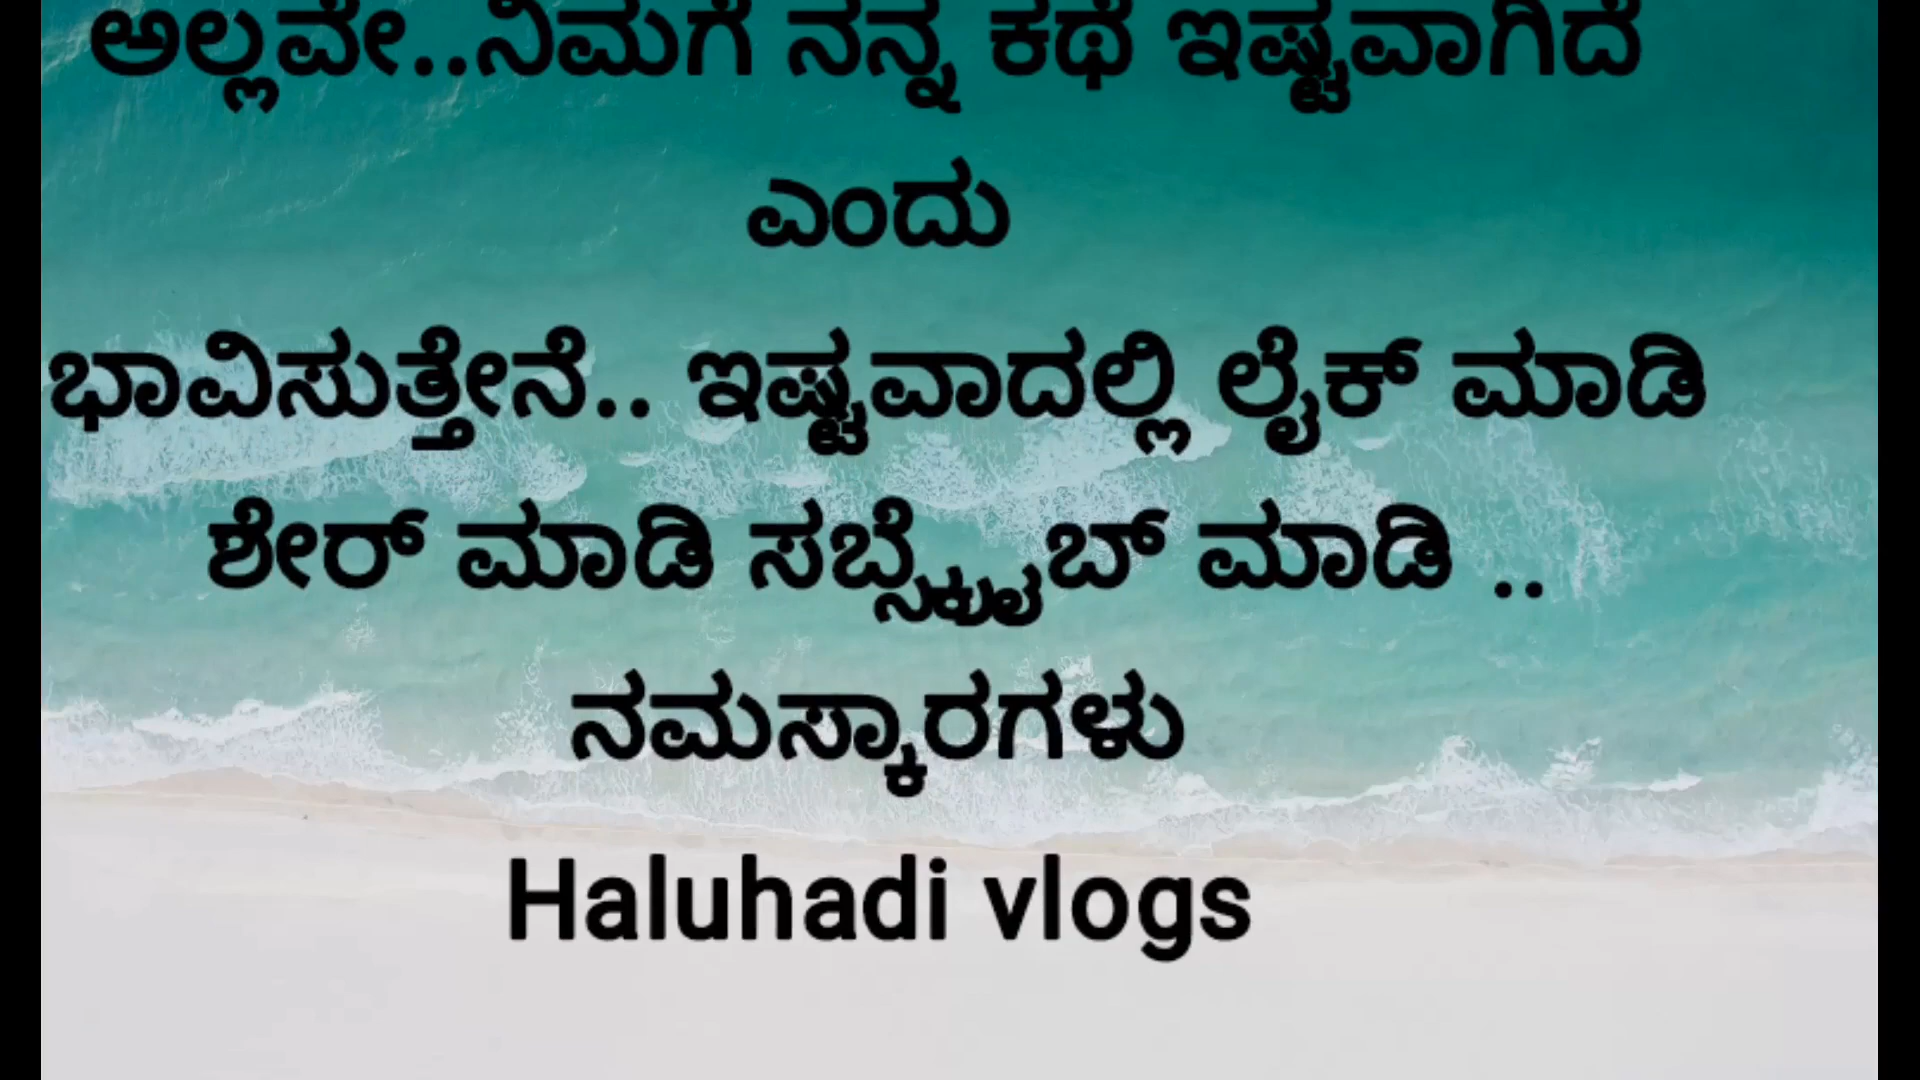 ಅಲ್ಲವೇ..ನಿಮಗೆ ನನ್ನ ಕಥೆ ಇಷ್ಟವಾಗಿದೆ
ಎಂದು
ಭಾವಿಸುತ್ತೇನೆ.. ಇಷ್ಟವಾದಲ್ಲಿ ಲೈಕ್ ಮಾಡಿ
ಶೇರ್ ಮಾಡಿ ಸಬ್ಸ್ಕ್ರೈಬ್ ಮಾಡಿ ..
ನಮಸ್ಕಾರಗಳು
Haluhadi vlogs